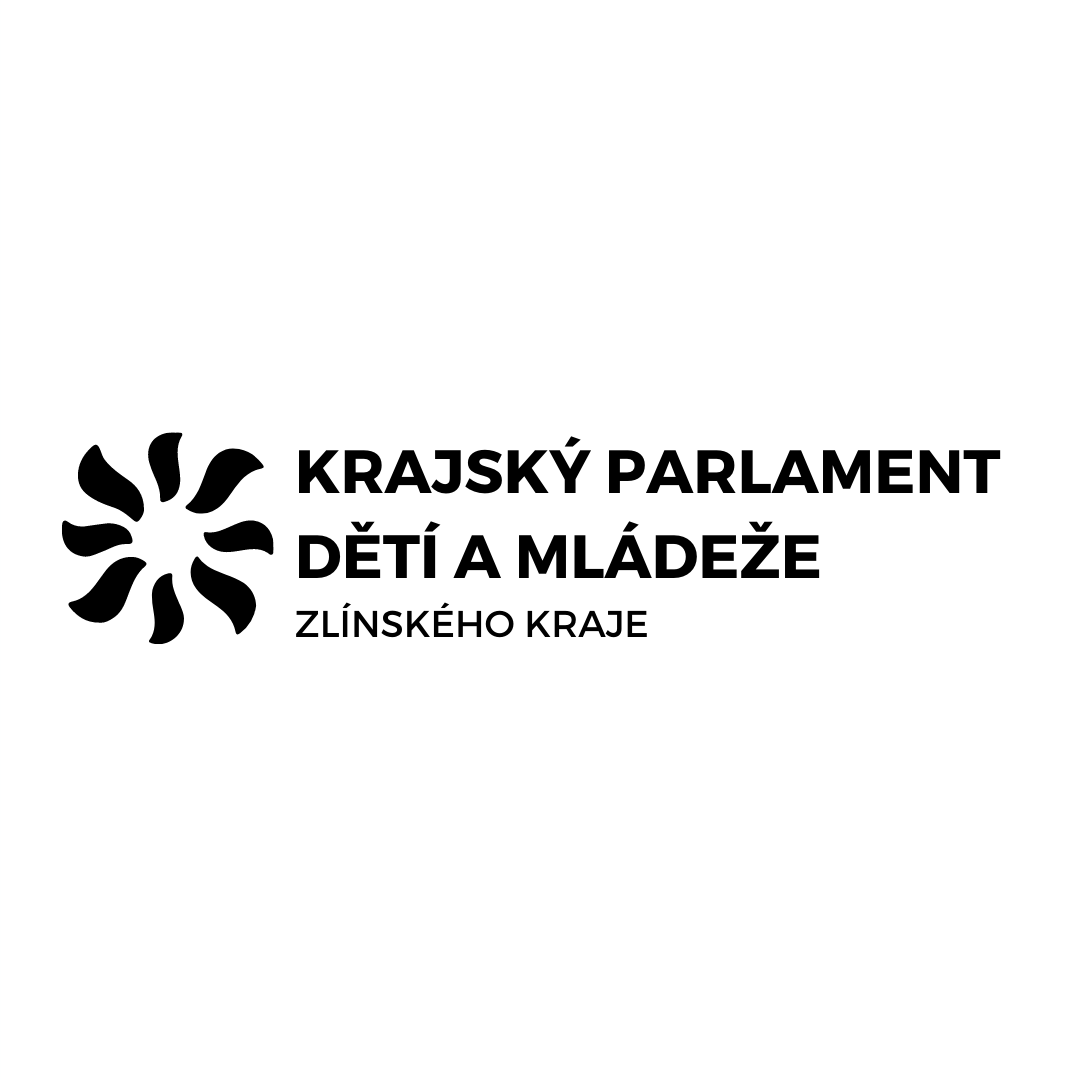 KRAJSKÝ PARLAMENT
DĚTÍ A MLÁDEŽE
ZLÍNSKÉHO KRAJE